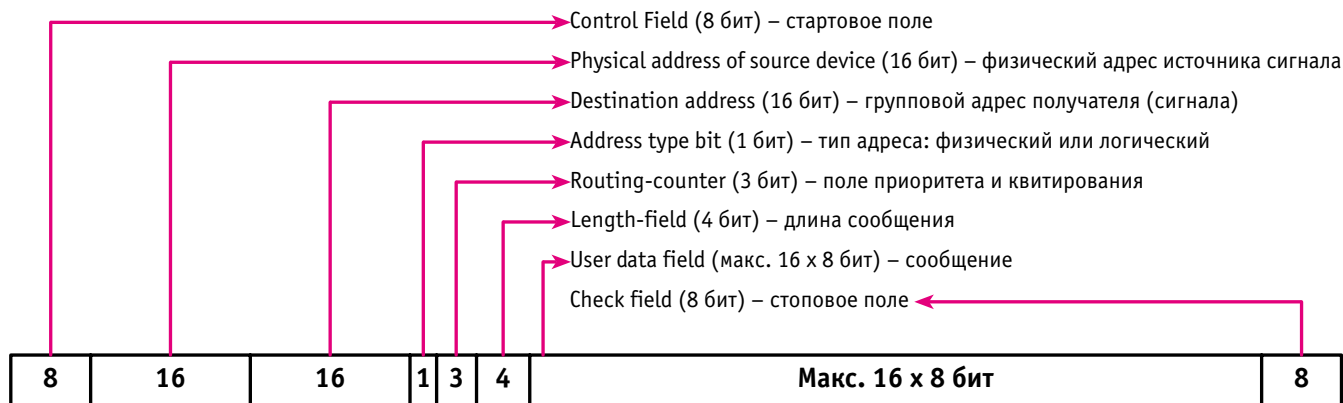 Control Field (8 бит) – стартовое поле
Physical address of source device (16 бит) – физический адрес источника сигнала
Destination address (16 бит) – групповой адрес получателя (сигнала)
Address type bit (1 бит) – тип адреса: физический или логический
Routing-counter (3 бит) – поле приоритета и квитирования
Length-field (4 бит) – длина сообщения
User data field (макс. 16 x 8 бит) – сообщение
Check field (8 бит) – стоповое поле
8 16 16 1 3 4 Макс. 16 x 8 бит 8